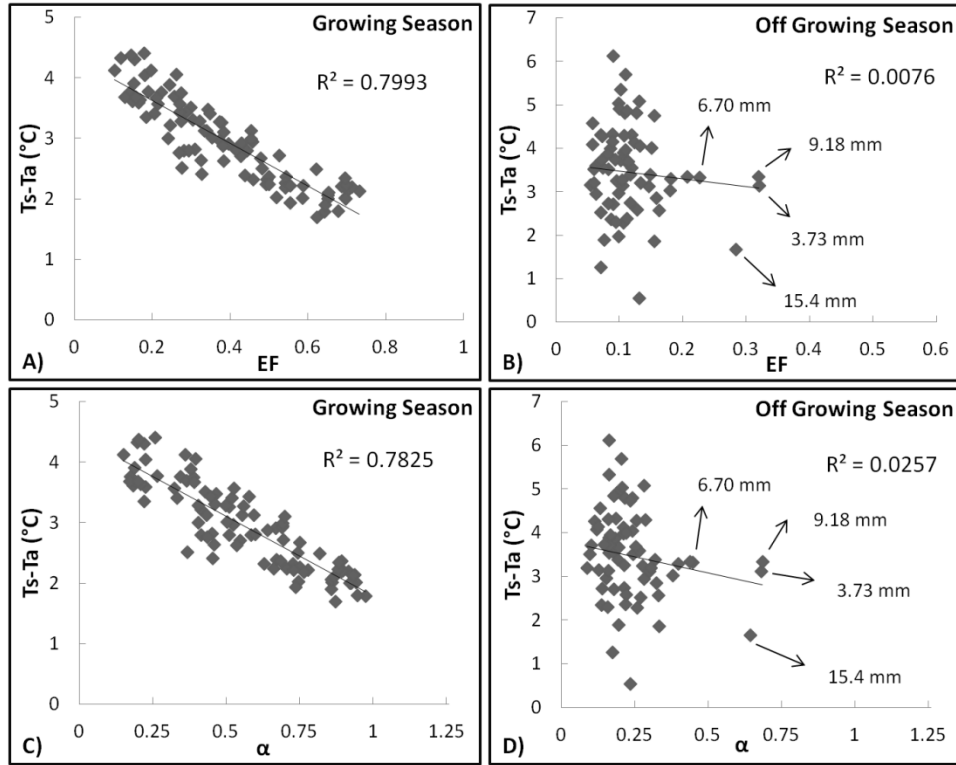 Growing Season
R² = 0.7993
Ts-Ta (°C)
5
4
3
2
1
0
0 0.2 0.4 0.6 0.8 1
EF
A)
Off Growing Season
R² = 0.0076
6.70 mm
9.18 mm
3.73 mm
15.4 mm
Ts-Ta (°C)
7
6
5
4
3
2
1
0
0 0.1 0.2 0.3 0.4 0.5 0.6
EF
B)
Growing Season
R² = 0.7825
Ts-Ta (°C)
5
4
3
2
1
0
0 0.25 0.5 0.75 1 1.25
α
C)
Off Growing Season
R² = 0.0257
6.70 mm
9.18 mm
3.73 mm
15.4 mm
Ts-Ta (°C)
7
6
5
4
3
2
1
0
0 0.25 0.5 0.75 1 1.25
α
D)